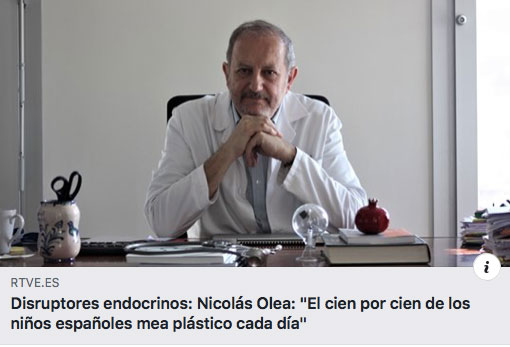 RTVE.ES
i
Disruptores endocrinos: Nicolás Olea: "El cien por cien de los
niños españoles mea plástico cada día"